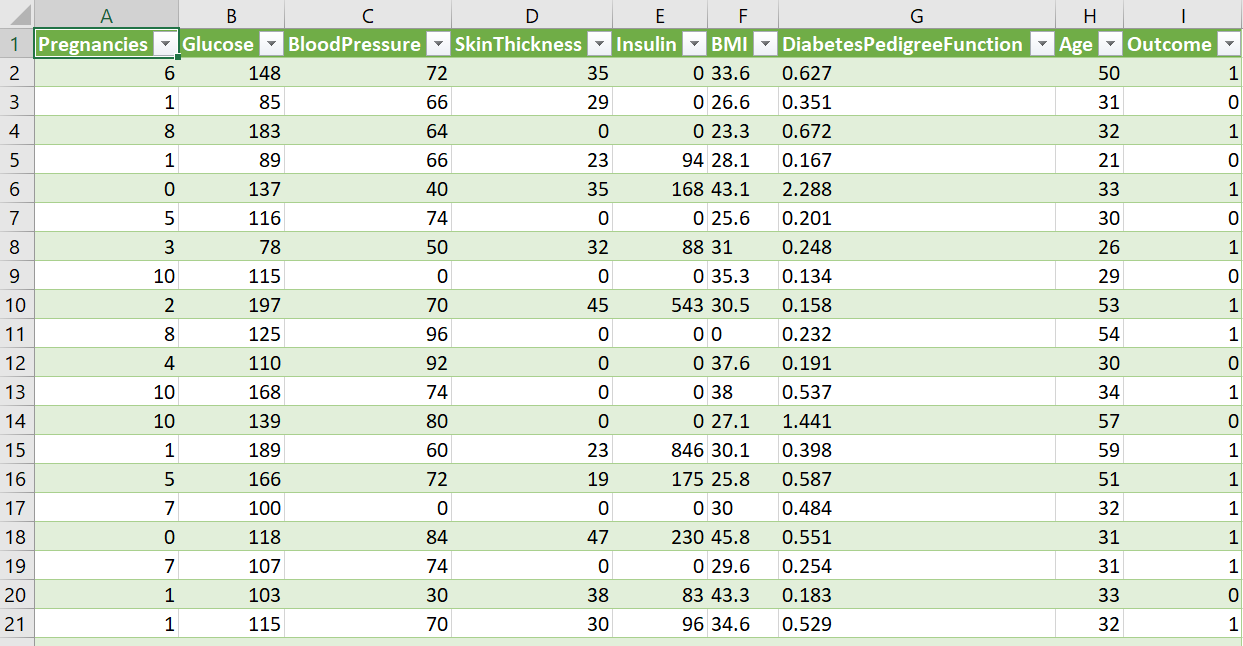 A B C D E F G H I
1 Pregnancies Glucose BloodPressure SkinThickness Insulin BMI DiabetesPedigreeFunction Age Outcome
2 6 148 72 35 0 33.6 0.627 50 1
3 1 85 66 29 0 26.6 0.351 31 0
4 8 183 64 0 0 23.3 0.672 32 1
5 1 89 66 23 94 28.1 0.167 21 0
6 0 137 40 35 168 43.1 2.288 33 1
7 5 116 74 0 0 25.6 0.201 30 0
8 3 78 50 32 88 31 0.248 26 1
9 10 115 0 0 0 35.3 0.134 29 0
10 2 197 70 45 543 30.5 0.158 53 1
11 8 125 96 0 0 0 0.232 54 1
12 4 110 92 0 0 37.6 0.191 30 0
13 10 168 74 0 0 38 0.537 34 1
14 10 139 80 0 0 27.1 1.441 57 0
15 1 189 60 23 846 30.1 0.398 59 1
16 5 166 72 19 175 25.8 0.587 51 1
17 7 100 0 0 0 30 0.484 32 1
18 0 118 84 47 230 45.8 0.551 31 1
19 7 107 74 0 0 29.6 0.254 31 1
20 1 103 30 38 83 43.3 0.183 33 0
21 1 115 70 30 96 34.6 0.529 32 1